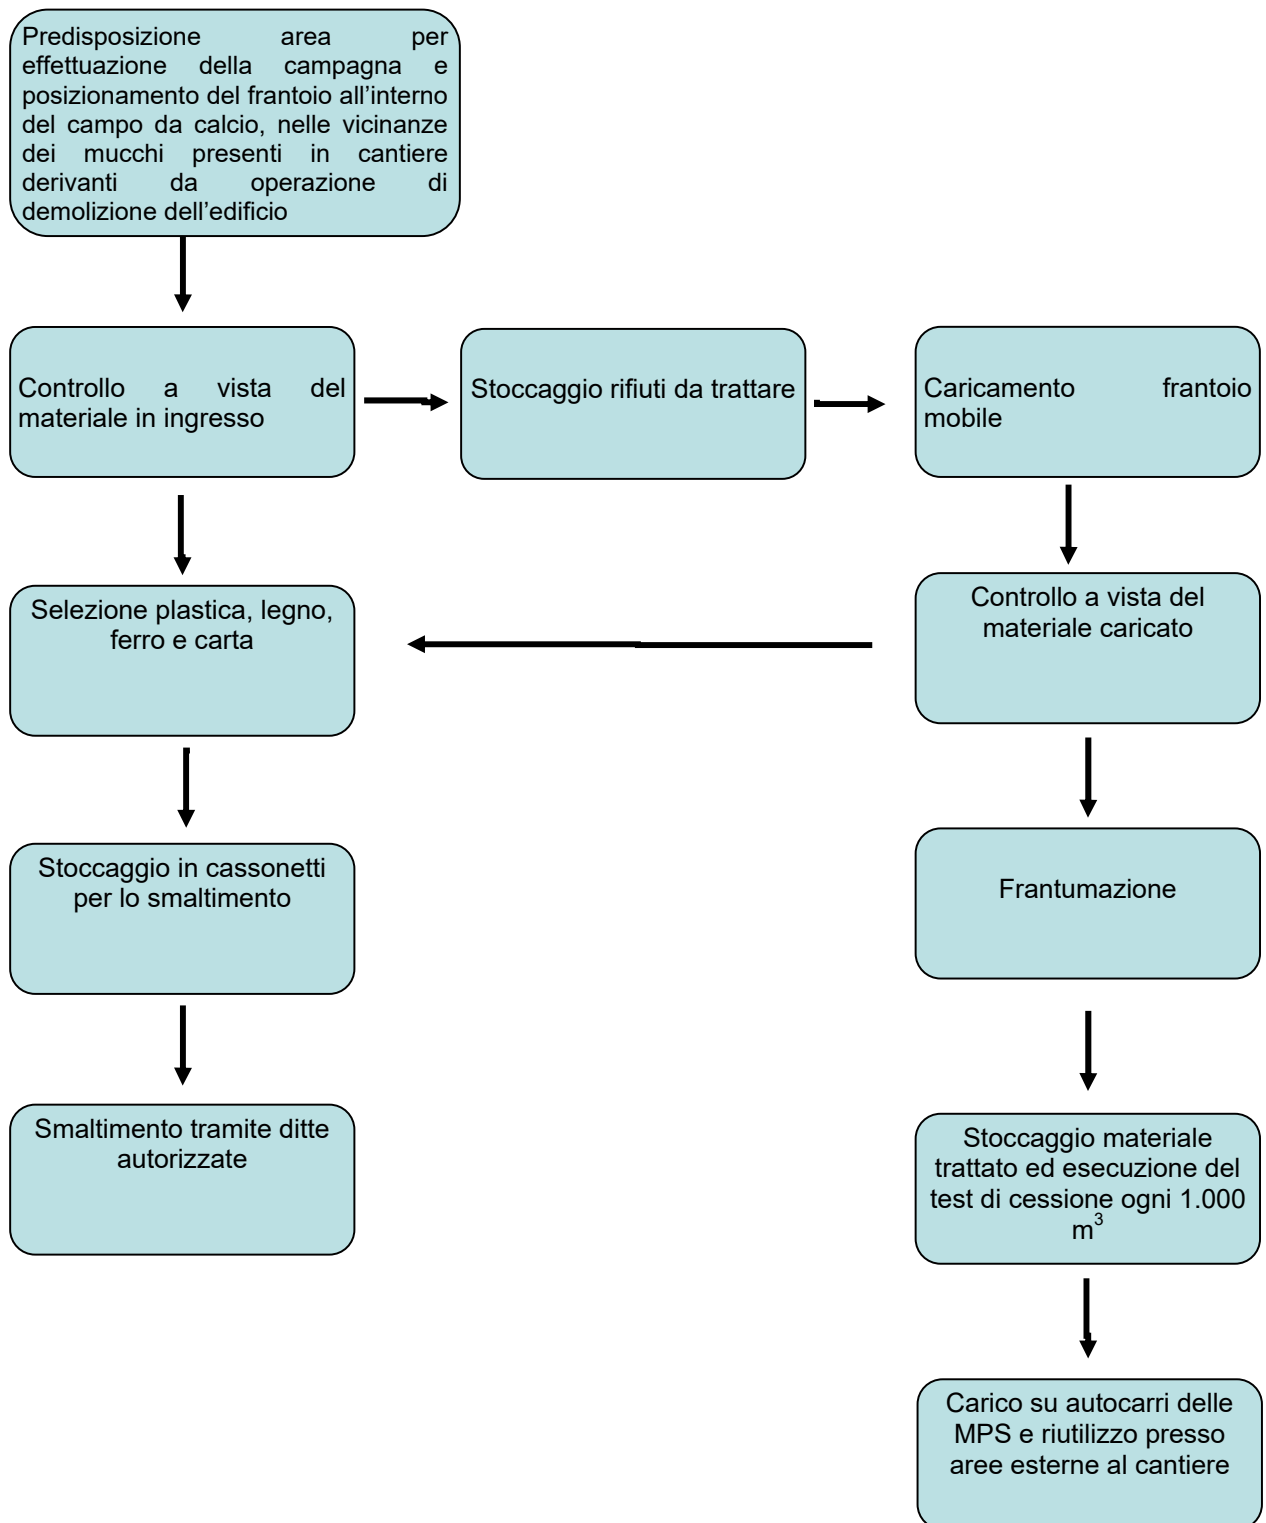 Predisposizione area per
effettuazione della campagna e
posizionamento del frantoio all'interno
del campo da calcio, nelle vicinanze
dei mucchi presenti in cantiere
derivanti da operazione di
demolizione dell'edificio
Controllo a vista del
materiale in ingresso
Stoccaggio rifiuti da trattare
Caricamento frantoio
mobile
Selezione plastica, legno,
ferro e carta
Controllo a vista del
materiale caricato
Stoccaggio in cassonetti
per lo smaltimento
Frantumazione
Smaltimento tramite ditte
autorizzate
Stoccaggio materiale
trattato ed esecuzione del
test di cessione ogni 1.000
m³
Carico su autocarri delle
MPS e riutilizzo presso
aree esterne al cantiere